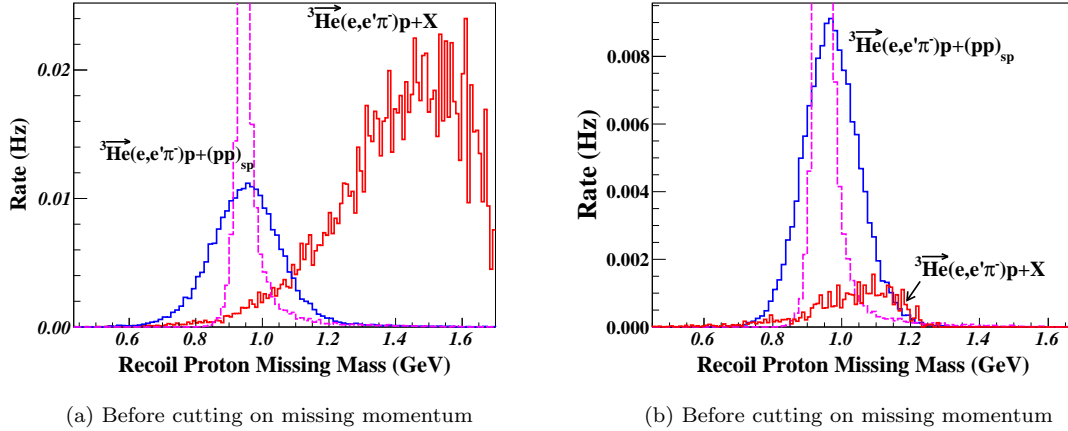 ³He(e,e'π⁻)p+X
³He(e,e'π⁻)p+(pp)sp
Rate (Hz)
0.02
0.01
0.00
0.6 0.8 1.0 1.2 1.4 1.6
Recoil Proton Missing Mass (GeV)
(a) Before cutting on missing momentum
³He(e,e'π⁻)p+(pp)sp
³He(e,e'π⁻)p+X
Rate (Hz)
0.008
0.006
0.004
0.002
0.000
0.6 0.8 1.0 1.2 1.4 1.6
Recoil Proton Missing Mass (GeV)
(b) Before cutting on missing momentum